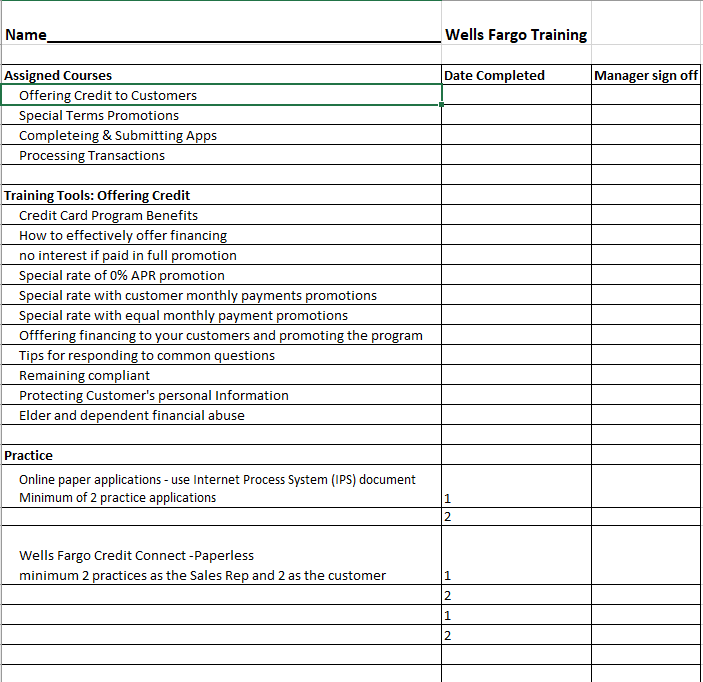 Name_______________ Wells Fargo Training
Assigned Courses Date Completed Manager sign off
Offering Credit to Customers
Special Terms Promotions
Completeing & Submitting Apps
Processing Transactions
Training Tools: Offering Credit
Credit Card Program Benefits
How to effectively offer financing
no interest if paid in full promotion
Special rate of 0% APR promotion
Special rate with customer monthly payments promotions
Special rate with equal monthly payment promotions
Offfering financing to your customers and promoting the program
Tips for responding to common questions
Remaining compliant
Protecting Customer's personal Information
Elder and dependent financial abuse
Practice
Online paper applications - use Internet Process System (IPS) document
Minimum of 2 practice applications 1
2
Wells Fargo Credit Connect -Paperless
minimum 2 practices as the Sales Rep and 2 as the customer 1
2
1
2